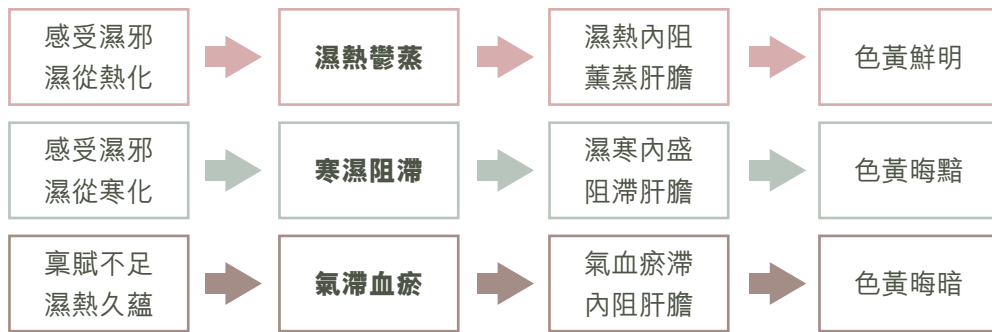 感受濕邪
濕從熱化
濕熱鬱蒸
濕熱內阻
薰蒸肝膽
色黃鮮明
感受濕邪
濕從寒化
寒濕阻滯
濕寒內盛
阻滯肝膽
色黃晦黯
稟賦不足
濕熱久蘊
氣滯血瘀
氣血瘀滯
內阻肝膽
色黃晦暗